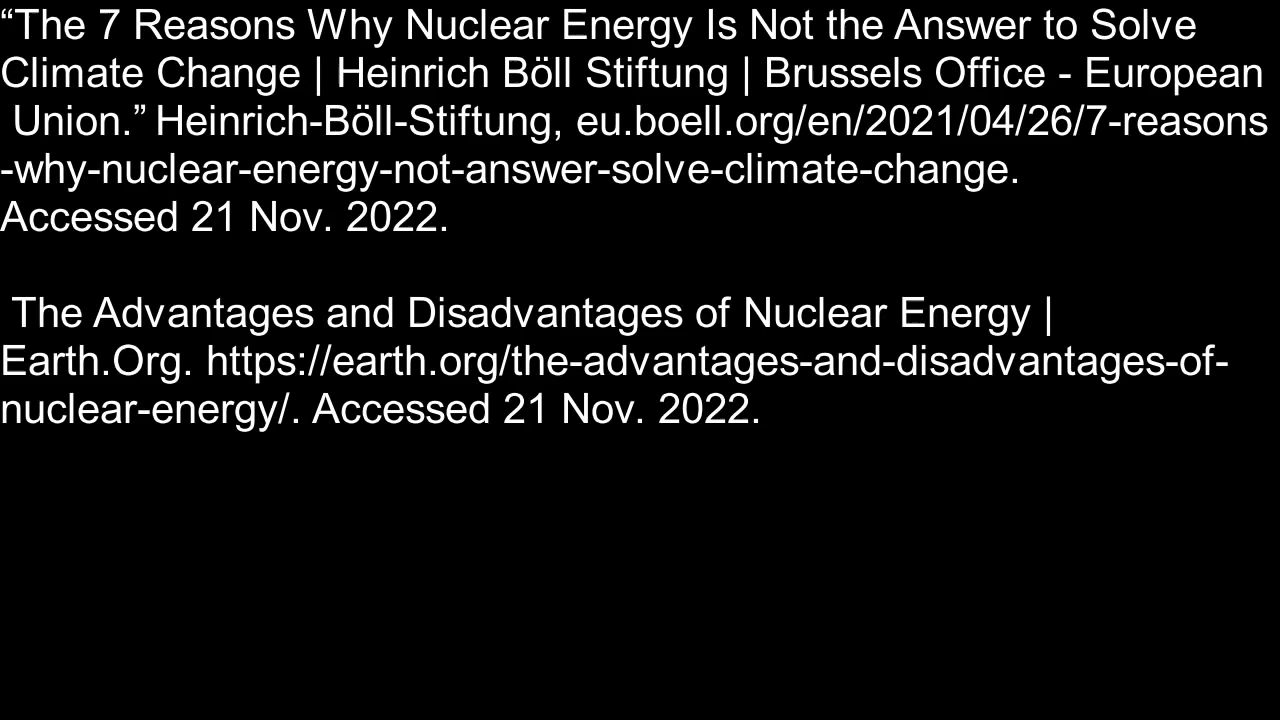 “The 7 Reasons Why Nuclear Energy Is Not the Answer to Solve
Climate Change | Heinrich Böll Stiftung | Brussels Office - European
Union.” Heinrich-Böll-Stiftung, eu.boell.org/en/2021/04/26/7-reasons
-why-nuclear-energy-not-answer-solve-climate-change.
Accessed 21 Nov. 2022.
The Advantages and Disadvantages of Nuclear Energy |
Earth.Org. https://earth.org/the-advantages-and-disadvantages-of-
nuclear-energy/. Accessed 21 Nov. 2022.